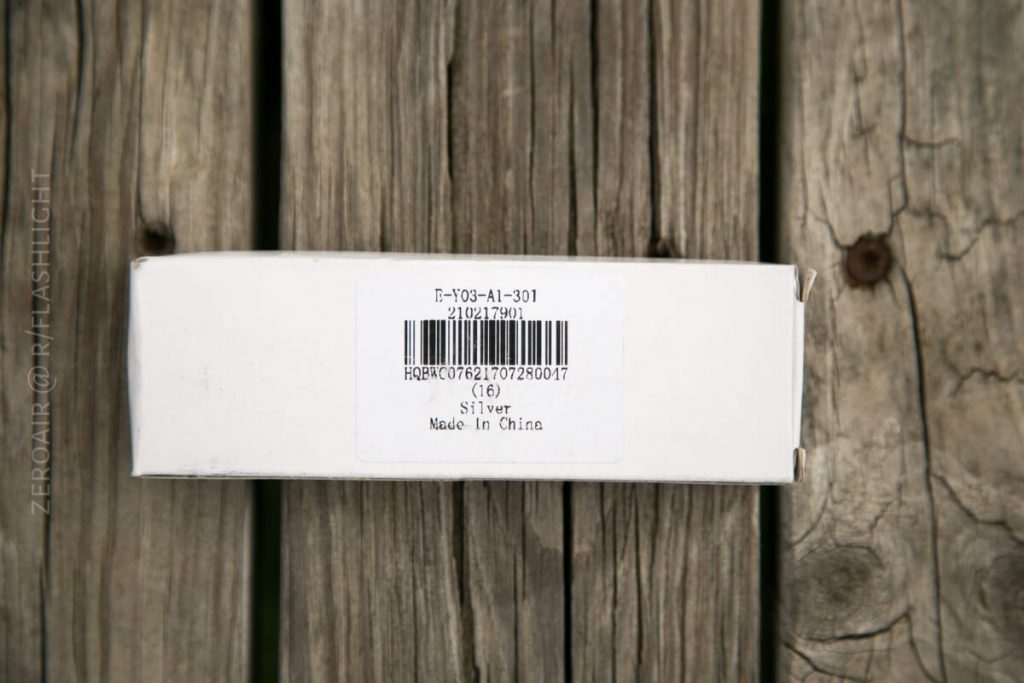 E-Y03-A1-301
210217901
HQBWC07621707280047
(16)
Silver
Made In China
ZEROAIR @ R/FLASHLIGHT